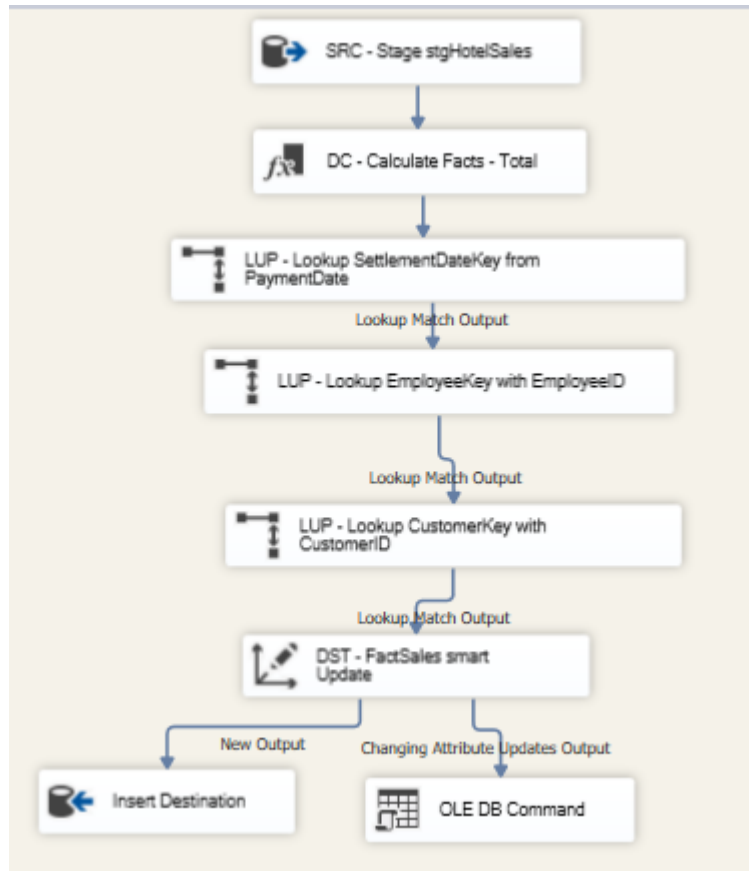 SRC - Stage stgHotelSales
DC - Calculate Facts - Total
LUP - Lookup SettlementDateKey from
PaymentDate
Lookup Match Output
LUP - Lookup EmployeeKey with EmployeeID
Lookup Match Output
LUP - Lookup CustomerKey with
CustomerID
Lookup Match Output
DST - FactSales smart
Update
New Output
Changing Attribute Updates Output
Insert Destination
OLE DB Command